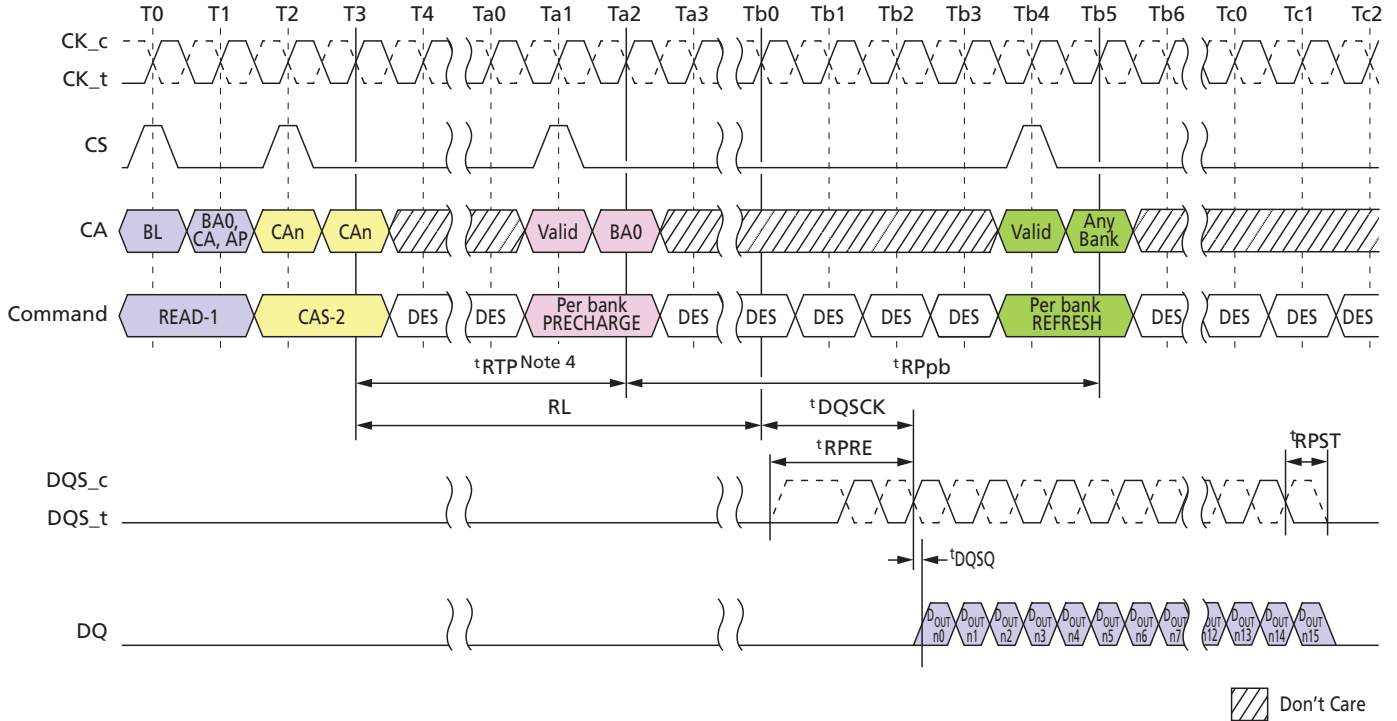 T0 T1 T2 T3 T4 Ta0 Ta1 Ta2 Ta3 Tb0 Tb1 Tb2 Tb3 Tb4 Tb5 Tb6 Tc0 Tc1 Tc2
CK_c
CK_t
CS
CA BL BA0, CA, AP CAn CAn Valid BA0 Valid Any Bank
Command READ-1 CAS-2 DES DES Per bank PRECHARGE DES DES DES DES DES Per bank REFRESH DES DES DES DES
tRTP Note 4 tRPpb
RL tDQSCK
tRPRE tRPST
DQS_c
DQS_t
tDQSQ
DQ DOUT n0 DOUT n1 DOUT n2 DOUT n3 DOUT n4 DOUT n5 DOUT n6 DOUT n7 DOUT n12 DOUT n13 DOUT n14 DOUT n15
Don't Care